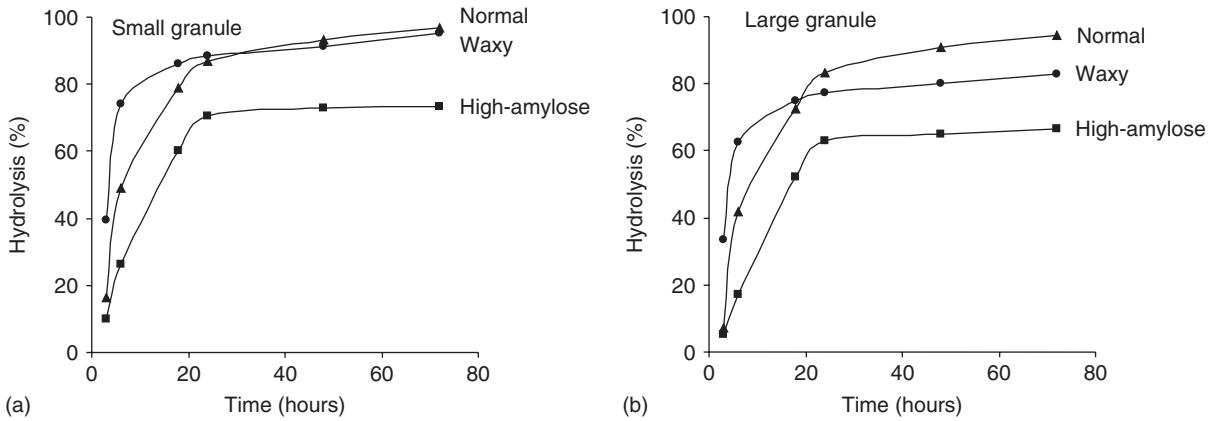 Small granule
Normal
Waxy
High-amylose
Hydrolysis (%)
100
80
60
40
20
0
0 20 40 60 80
Time (hours)
(a)
Large granule
Normal
Waxy
High-amylose
Hydrolysis (%)
100
80
60
40
20
0
0 20 40 60 80
Time (hours)
(b)